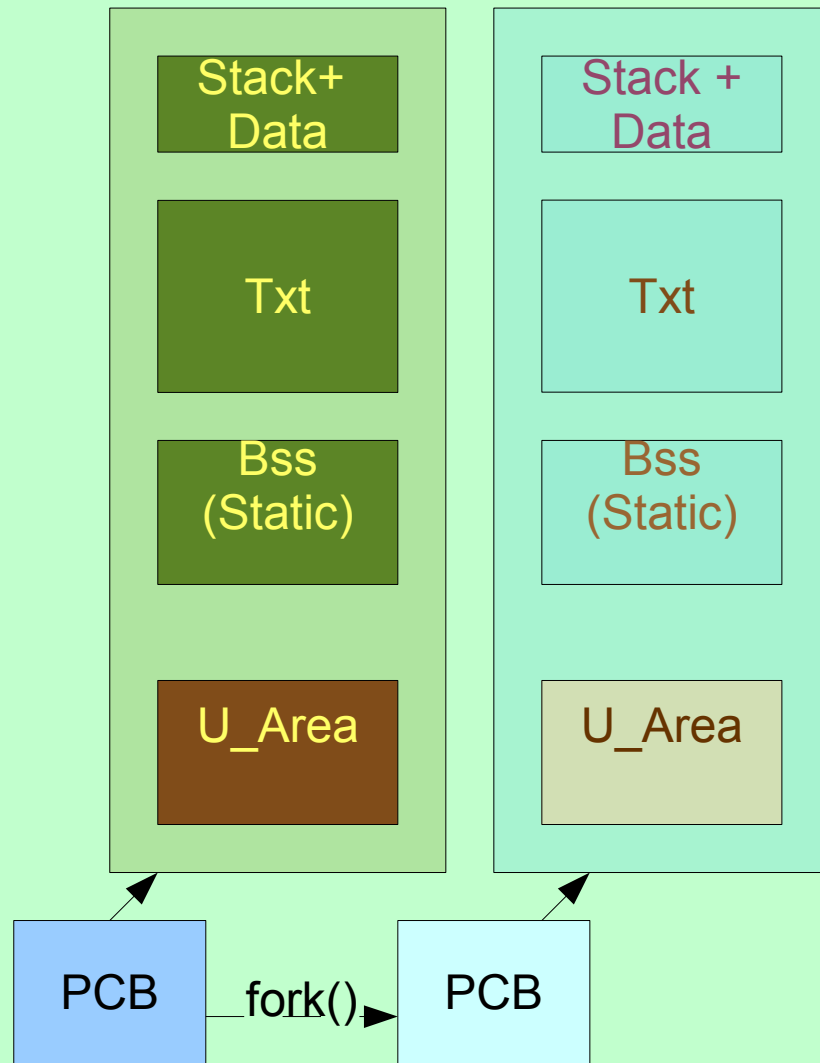 Stack+
Data
Txt
Bss
(Static)
U_Area
Stack +
Data
Txt
Bss
(Static)
U_Area
PCB
fork()
PCB